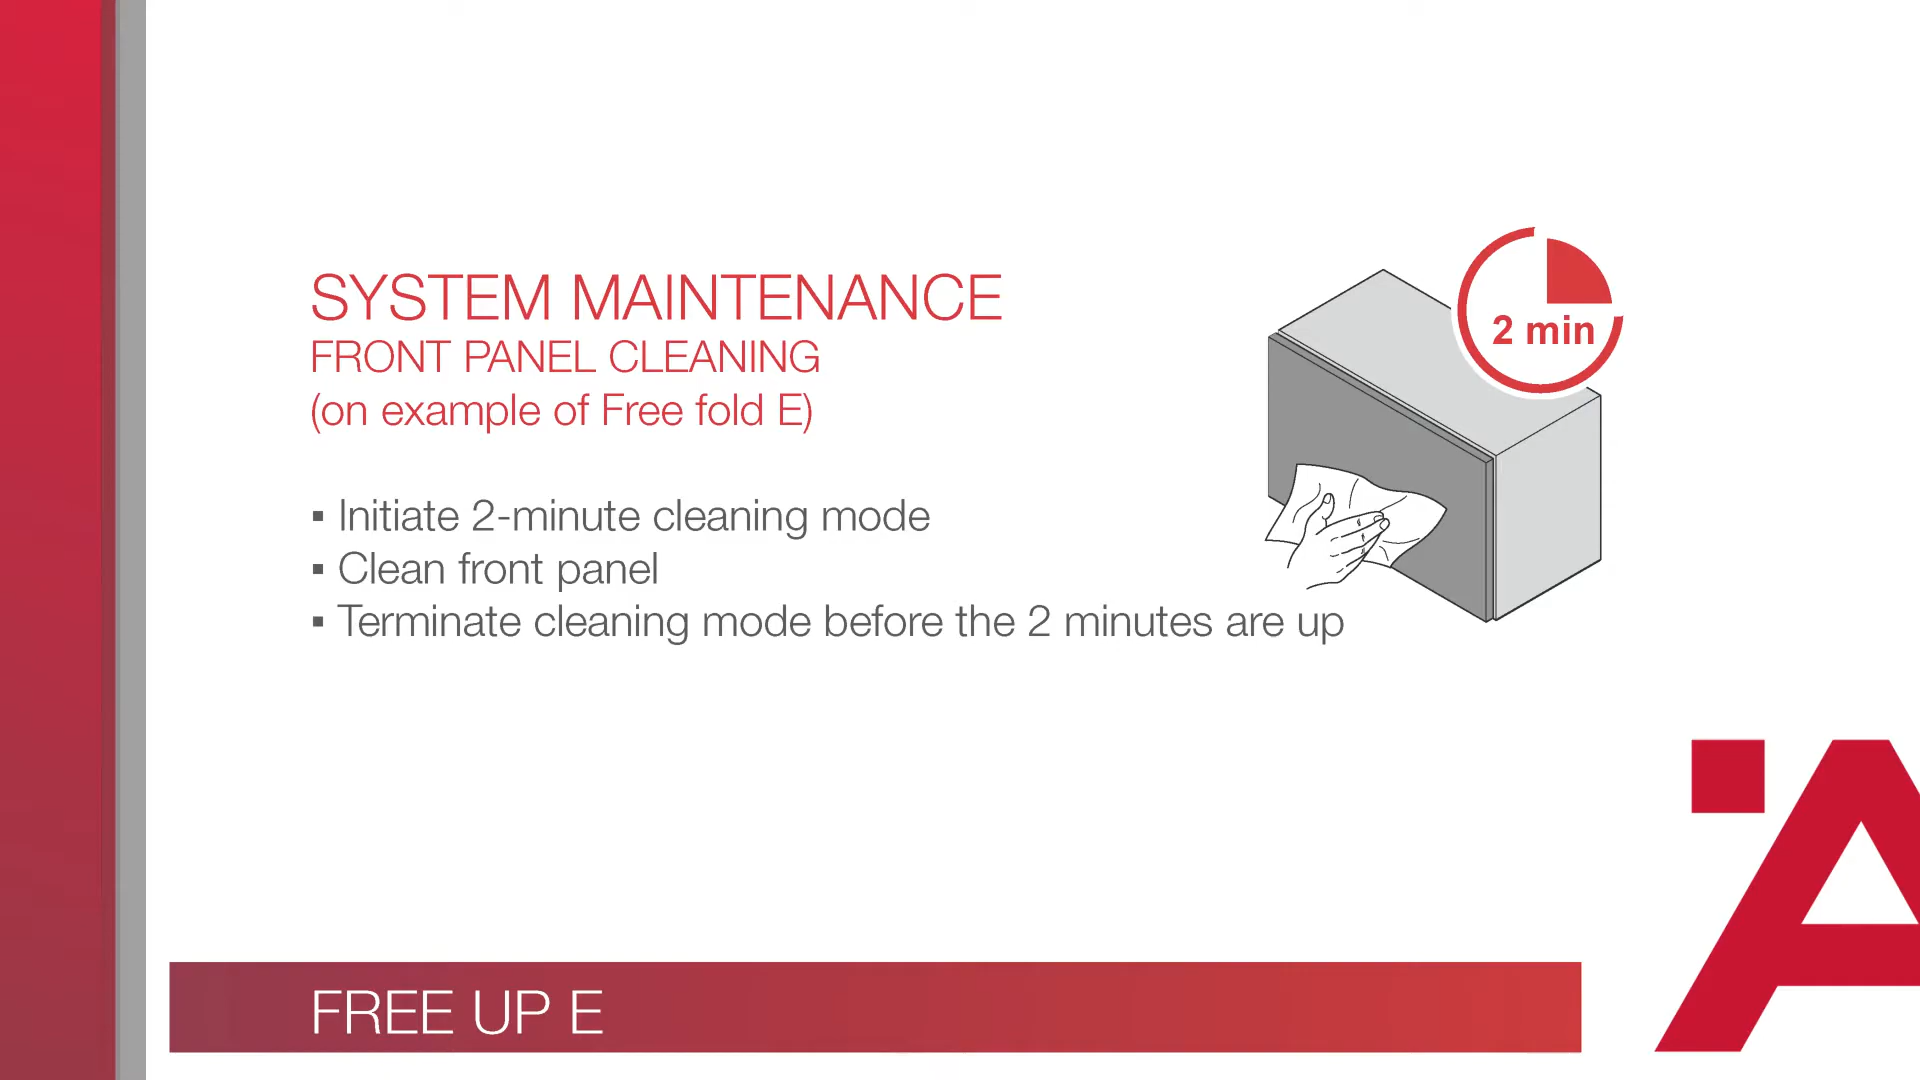 SYSTEM MAINTENANCE
FRONT PANEL CLEANING
(on example of Free fold E)
▪ Initiate 2-minute cleaning mode
▪ Clean front panel
▪ Terminate cleaning mode before the 2 minutes are up
2 min
FREE UP E